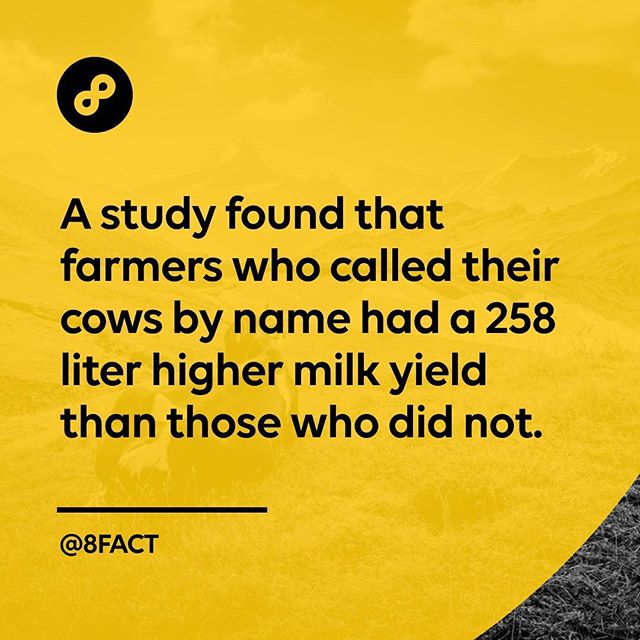 A study found that
farmers who called their
cows by name had a 258
liter higher milk yield
than those who did not.
@8FACT